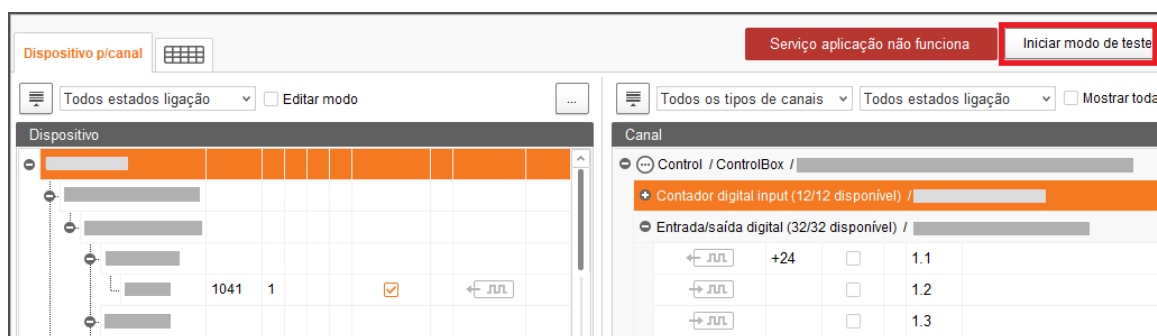 Dispositivo p/canal
Serviço aplicação não funciona
Iniciar modo de teste
Todos estados ligação
Editar modo
...
Todos os tipos de canais
Todos estados ligação
Mostrar toda
Dispositivo
Canal
Control / ControlBox /
Contador digital input (12/12 disponível) /
Entrada/saída digital (32/32 disponível) /
+24 1.1
1041 1
1.2
1.3